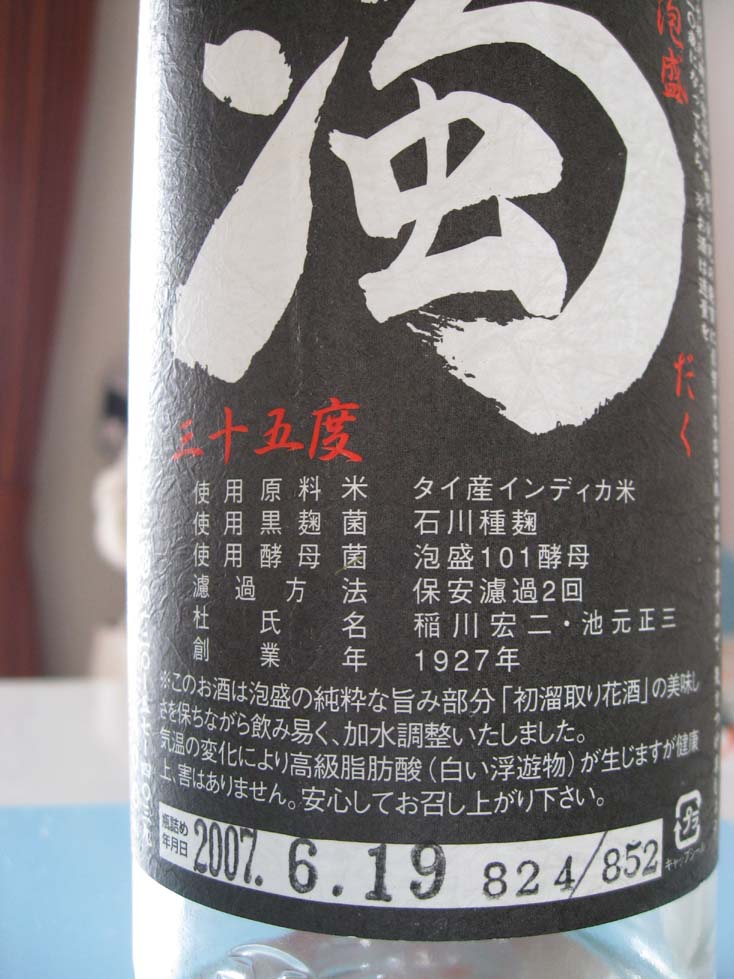 泡盛
濁
だく
三十五度
使用原料米 タイ産インディカ米
使用黒麹菌 石川種麹
使用酵母菌 泡盛101酵母
濾過方法 保安濾過2回
杜氏名 稲川宏二・池元正三
創業年 1927年
※このお酒は泡盛の純粋な旨み部分「初溜取り花酒」の美味し
さを保ちながら飲み易く、加水調整いたしました。
気温の変化により高級脂肪酸(白い浮遊物)が生じますが健康
上、害はありません。安心してお召し上がり下さい。
瓶詰め
年月日
2007. 6.19 824/852
キャップシール